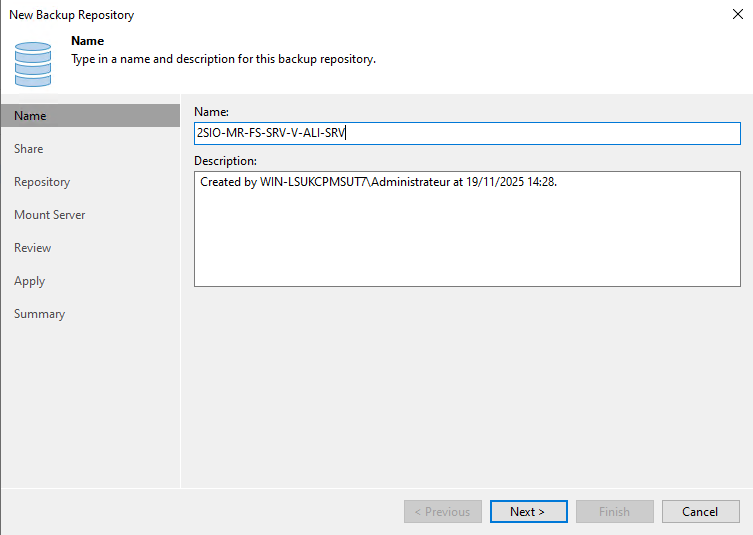 New Backup Repository
Name
Type in a name and description for this backup repository.
Name
Share
Repository
Mount Server
Review
Apply
Summary
Name:
2SIO-MR-FS-SRV-V-ALI-SRV
Description:
Created by WIN-LSUKCPMSUT7\Administrateur at 19/11/2025 14:28.
< Previous
Next >
Finish
Cancel